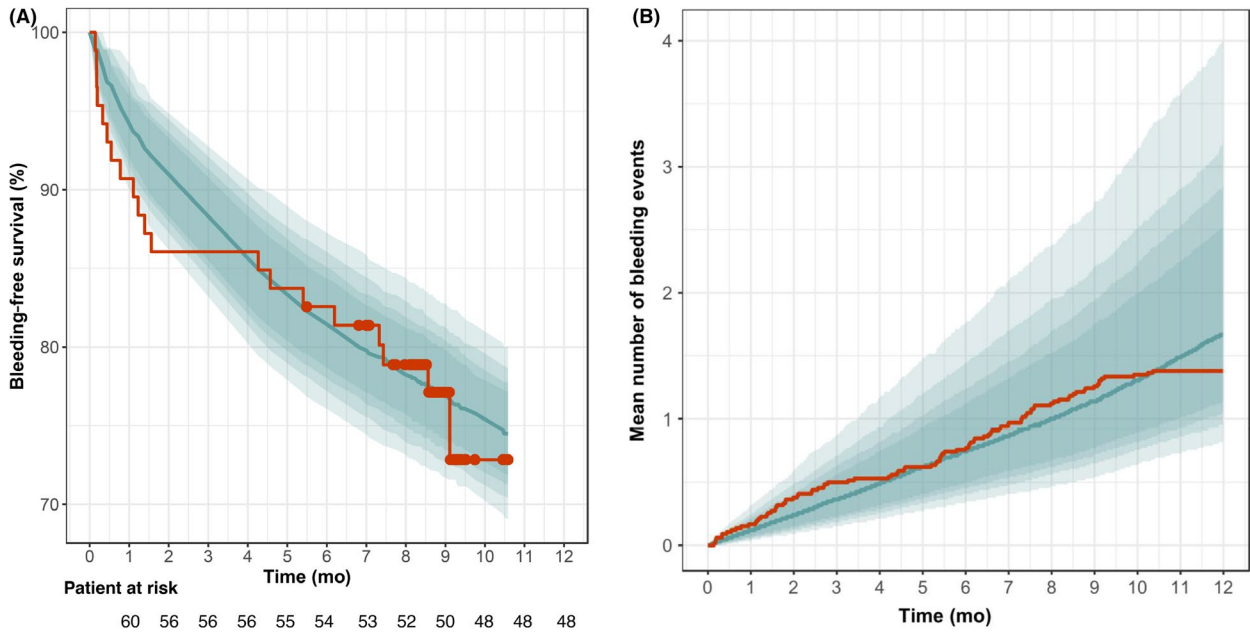 (A)
Bleeding-free survival (%)
100
90
80
70
0 1 2 3 4 5 6 7 8 9 10 11 12
Time (mo)
Patient at risk
60 56 56 56 55 54 53 52 50 48 48 48
(B)
Mean number of bleeding events
4
3
2
1
0
0 1 2 3 4 5 6 7 8 9 10 11 12
Time (mo)